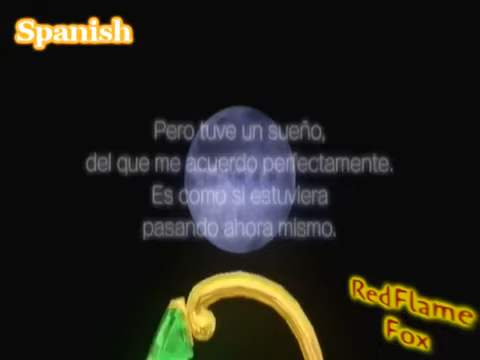 Spanish
Pero tuve un sueño,
del que me acuerdo perfectamente.
Es como si estuviera
pasando ahora mismo.
RedFlame
Fox